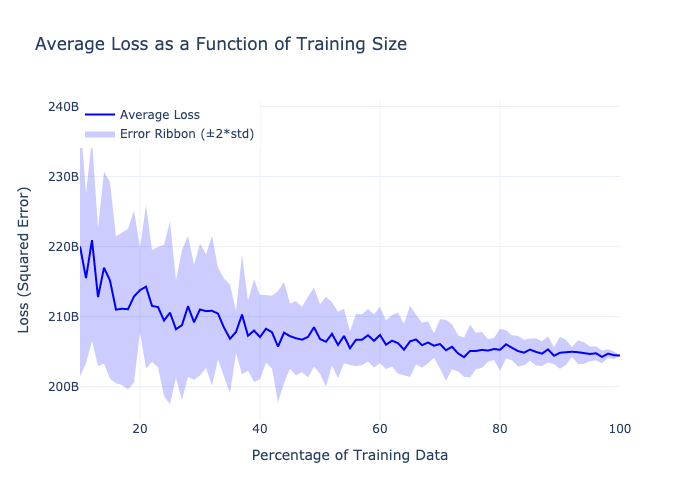 Average Loss as a Function of Training Size
240B
230B
220B
210B
200B
Average Loss
Error Ribbon (±2*std)
Loss (Squared Error)
20 40 60 80 100
Percentage of Training Data